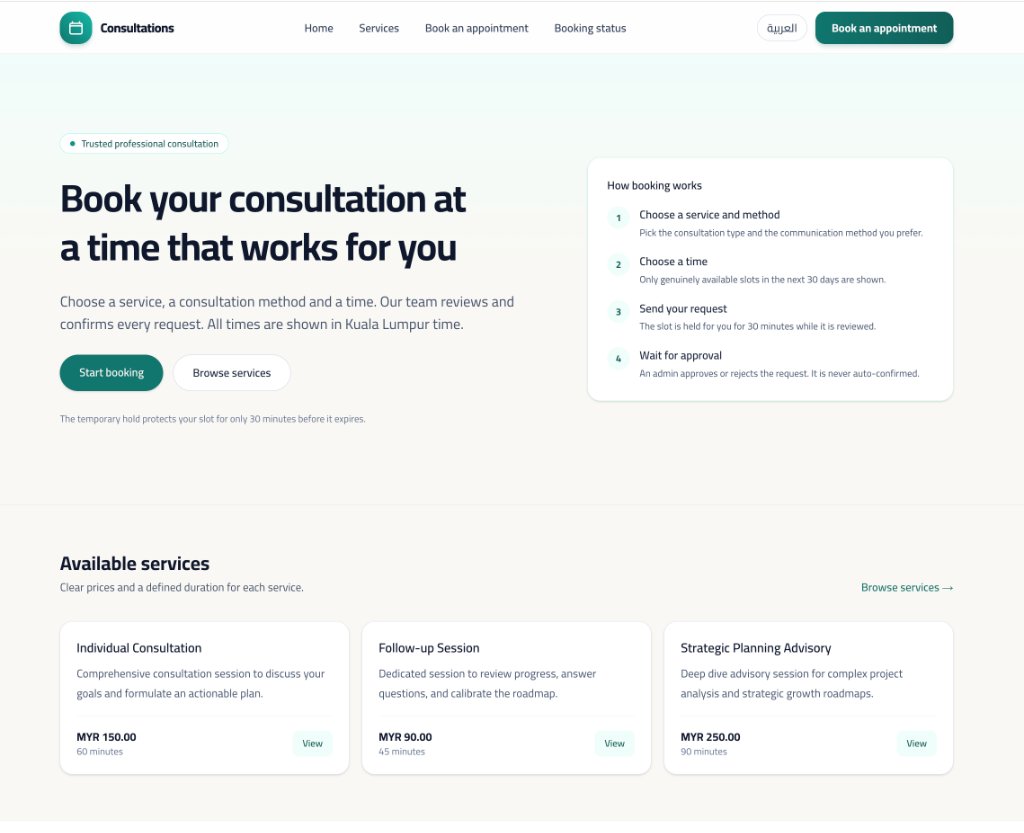 Consultations
Home
Services
Book an appointment
Booking status
العربية
Book an appointment
Trusted professional consultation
Book your consultation at
a time that works for you
Choose a service, a consultation method and a time. Our team reviews and
confirms every request. All times are shown in Kuala Lumpur time.
Start booking
Browse services
The temporary hold protects your slot for only 30 minutes before it expires.
How booking works
1
Choose a service and method
Pick the consultation type and the communication method you prefer.
2
Choose a time
Only genuinely available slots in the next 30 days are shown.
3
Send your request
The slot is held for you for 30 minutes while it is reviewed.
4
Wait for approval
An admin approves or rejects the request. It is never auto-confirmed.
Available services
Clear prices and a defined duration for each service.
Browse services →
Individual Consultation
Comprehensive consultation session to discuss your
goals and formulate an actionable plan.
MYR 150.00
60 minutes
View
Follow-up Session
Dedicated session to review progress, answer
questions, and calibrate the roadmap.
MYR 90.00
45 minutes
View
Strategic Planning Advisory
Deep dive advisory session for complex project
analysis and strategic growth roadmaps.
MYR 250.00
90 minutes
View